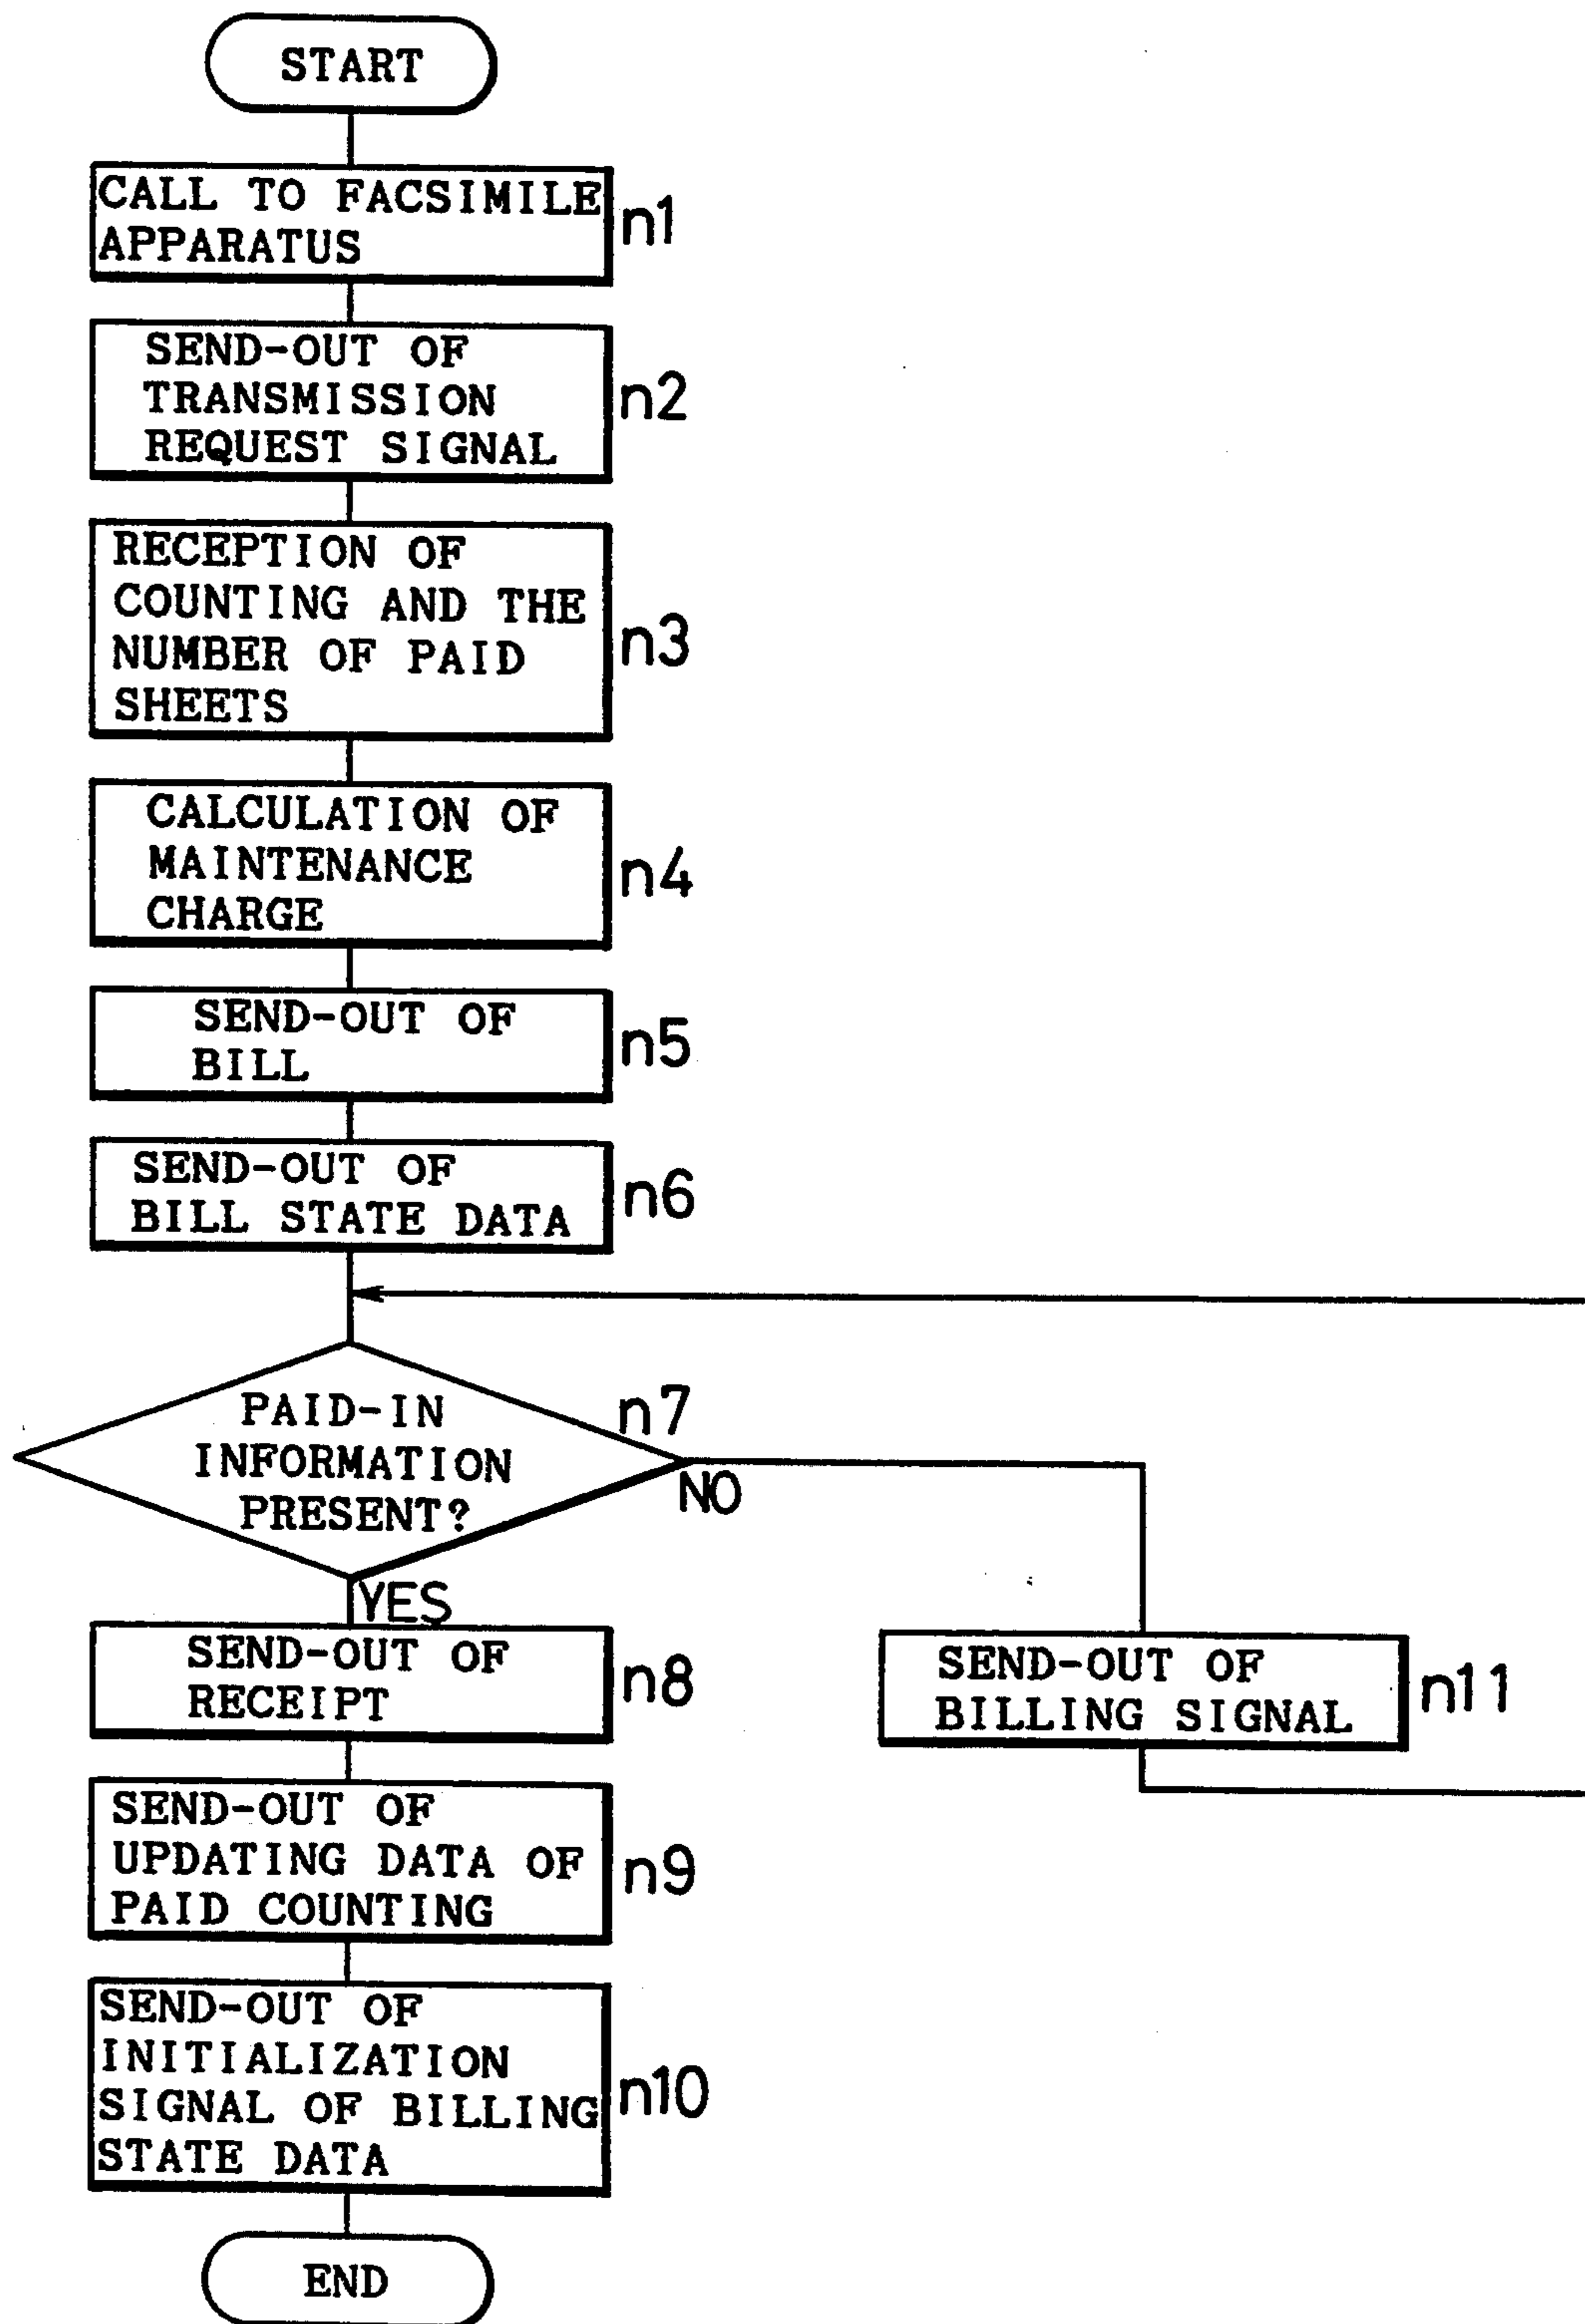 START
CALL TO FACSIMILE
APPARATUS
n1
SEND-OUT OF
TRANSMISSION
REQUEST SIGNAL
n2
RECEPTION OF
COUNTING AND THE
NUMBER OF PAID
SHEETS
n3
CALCULATION OF
MAINTENANCE
CHARGE
n4
SEND-OUT OF
BILL
n5
SEND-OUT OF
BILL STATE DATA
n6
PAID-IN
INFORMATION
PRESENT?
n7
NO
YES
SEND-OUT OF
RECEIPT
n8
SEND-OUT OF
BILLING SIGNAL
n11
SEND-OUT OF
UPDATING DATA OF
PAID COUNTING
n9
SEND-OUT OF
INITIALIZATION
SIGNAL OF BILLING
STATE DATA
n10
END